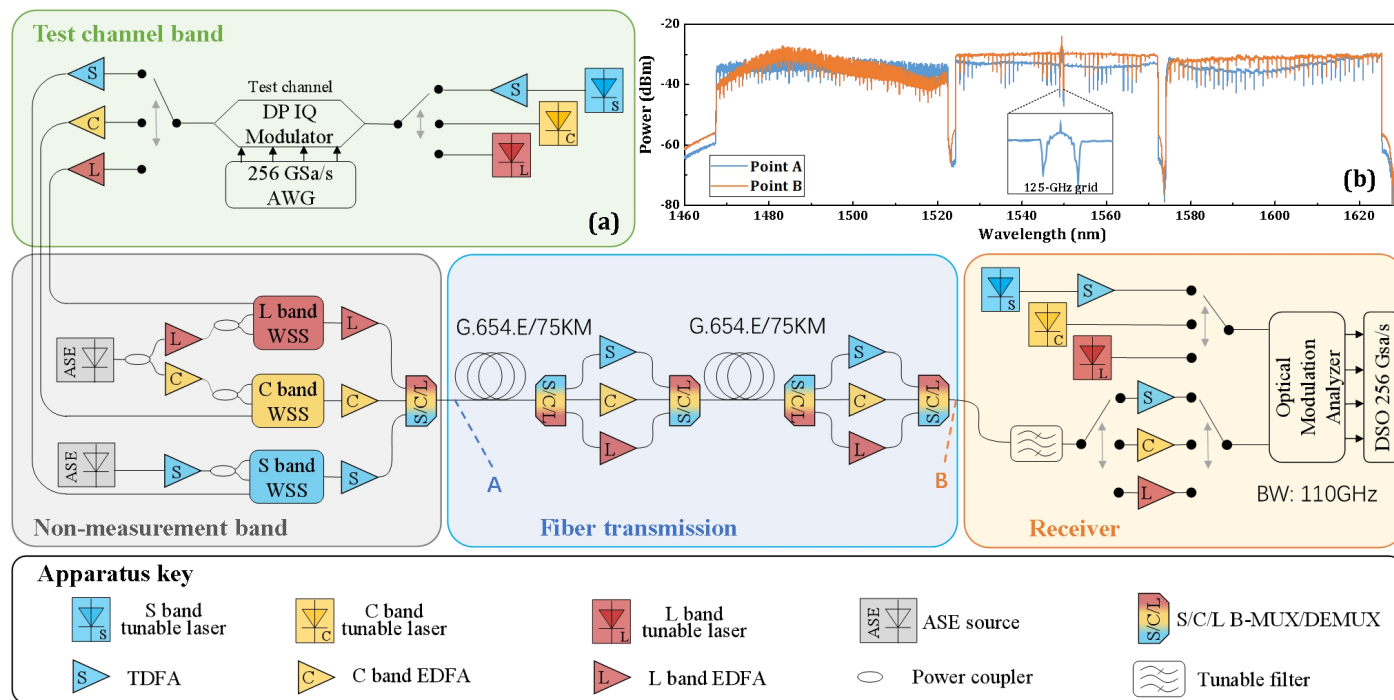 Test channel band
S
C
L
Test channel
DP IQ
Modulator
256 GSa/s
AWG
S
S
C
L
(a)
Power (dBm)
-20
-40
-60
-80
Point A
Point B
125-GHz grid
(b)
1460
1480
1500
1520
1540
1560
1580
1600
1620
Wavelength (nm)
ASE
L
C
L band
WSS
L
C band
WSS
C
ASE
S
S band
WSS
S
S/C/L
Non-measurement band
G.654.E/75KM
G.654.E/75KM
S/C/L
S
C
L
S/C/L
S/C/L
S
C
L
S/C/L
A
B
Fiber transmission
S
S
C
L
S
C
L
Optical
Modulation
Analyzer
DSO 256 Gsa/s
BW: 110GHz
Receiver
Apparatus key
S
S band
tunable laser
C
C band
tunable laser
L
L band
tunable laser
ASE
ASE source
S/C/L
S/C/L B-MUX/DEMUX
S
TDFA
C
C band EDFA
L
L band EDFA
Power coupler
Tunable filter